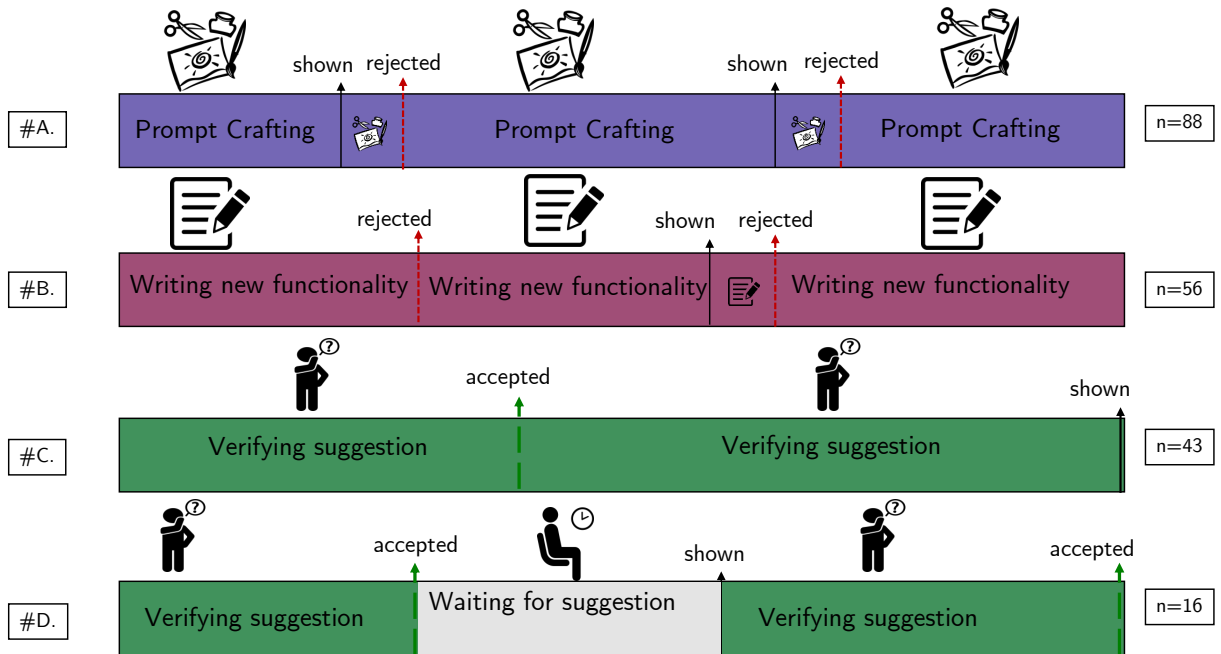 shown rejected shown rejected
#A. Prompt Crafting Prompt Crafting Prompt Crafting n=88
rejected shown rejected
#B. Writing new functionality Writing new functionality Writing new functionality n=56
? ?
accepted shown
#C. Verifying suggestion Verifying suggestion n=43
? ?
accepted shown accepted
#D. Verifying suggestion Waiting for suggestion Verifying suggestion n=16